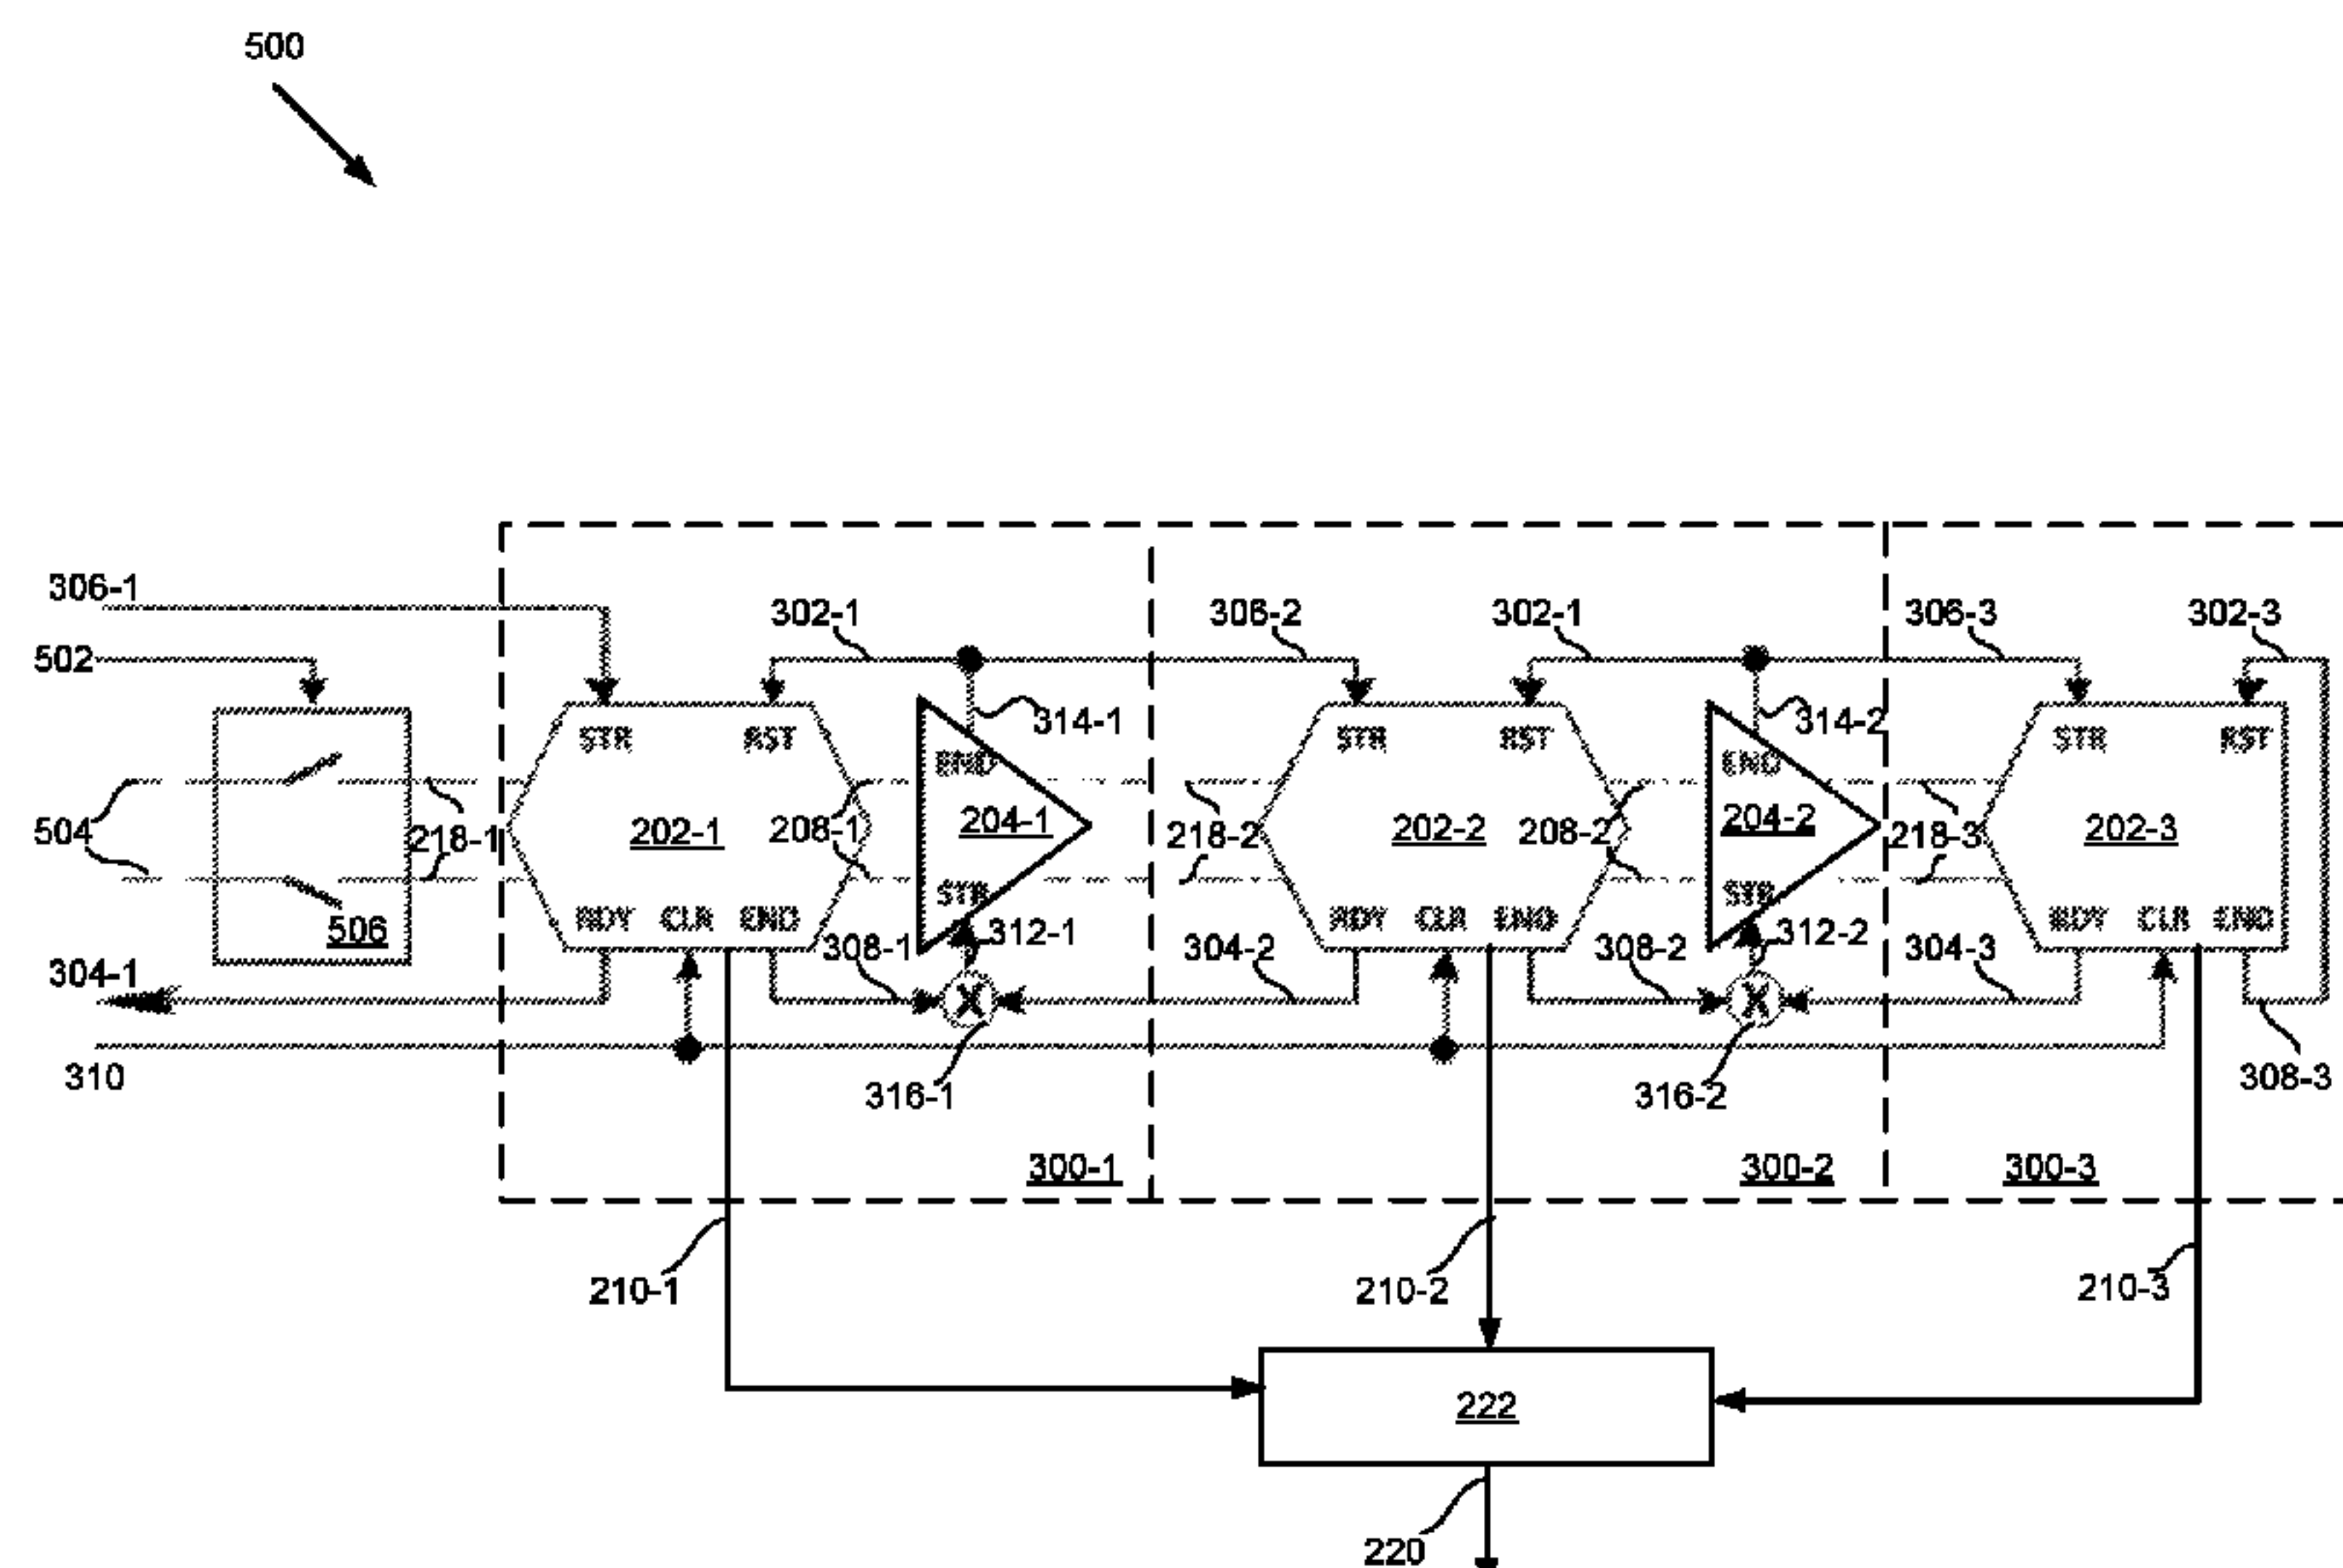 500
306-1
302-1
306-2
302-1
306-3
302-3
502
314-1
314-2
STR
RST
END
STR
RST
END
STR
RST
504
218-1
202-1
208-1
204-1
218-2
202-2
208-2
204-2
218-3
202-3
STR
STR
506
RDY CLR END
312-1
RDY CLR END
312-2
RDY CLR END
304-1
308-1
304-2
308-2
304-3
X
X
310
316-1
316-2
308-3
300-1
300-2
300-3
210-1
210-2
210-3
222
220